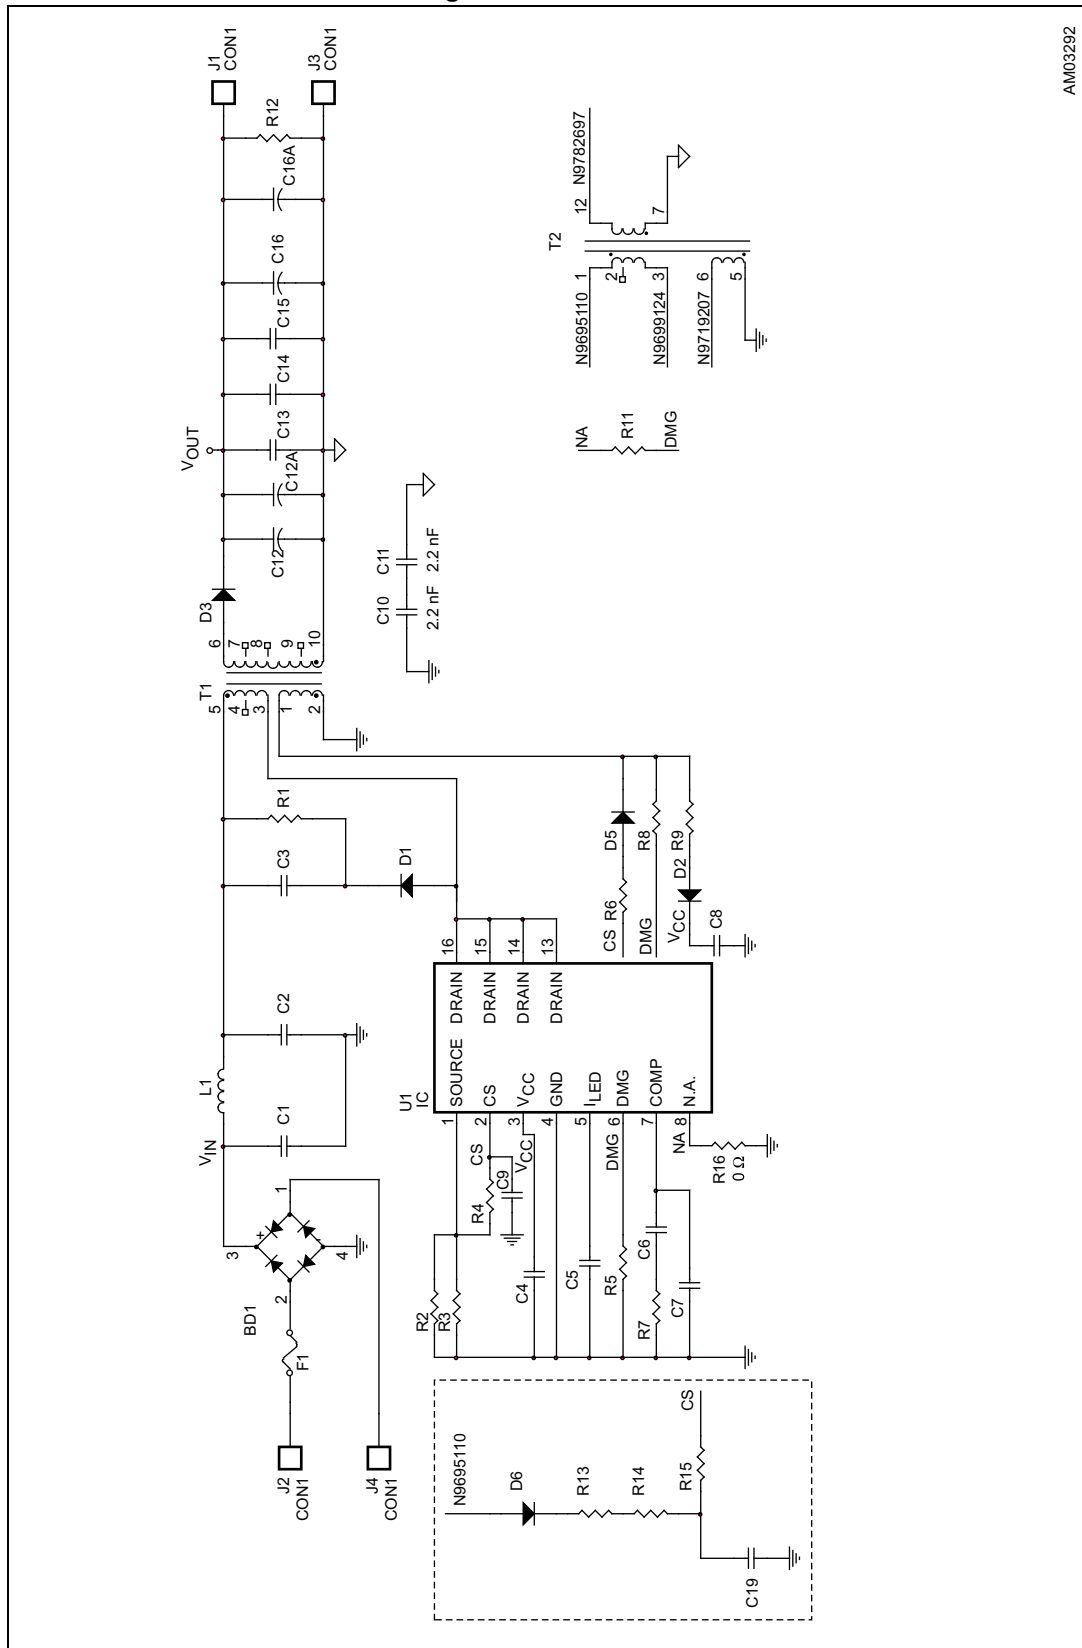 J2
CON1
J4
CON1
F1
BD1
2
3
1
4
+
-
VIN
L1
C1
C2
C3
R1
D1
T1
5
4
3
1
2
6
7
8
9
10
D3
C12
C12A
VOUT
C13
C14
C15
C16
C16A
R12
J1
CON1
J3
CON1
C10
2.2 nF
C11
2.2 nF
R2
R3
R4
CS
C9
VCC
C4
C5
R5
DMG
R7
C6
C7
NA
R16
0 Ω
U1
IC
1 SOURCE
2 CS
3 VCC
4 GND
5 ILED
6 DMG
7 COMP
8 N.A.
DRAIN 16
DRAIN 15
DRAIN 14
DRAIN 13
CS
R6
D5
DMG
R8
VCC
D2
R9
C8
N9695110
D6
R13
R14
R15
CS
C19
NA
R11
DMG
T2
N9695110
1
2
N9699124
3
N9719207
6
5
12
N9782697
7
AM03292